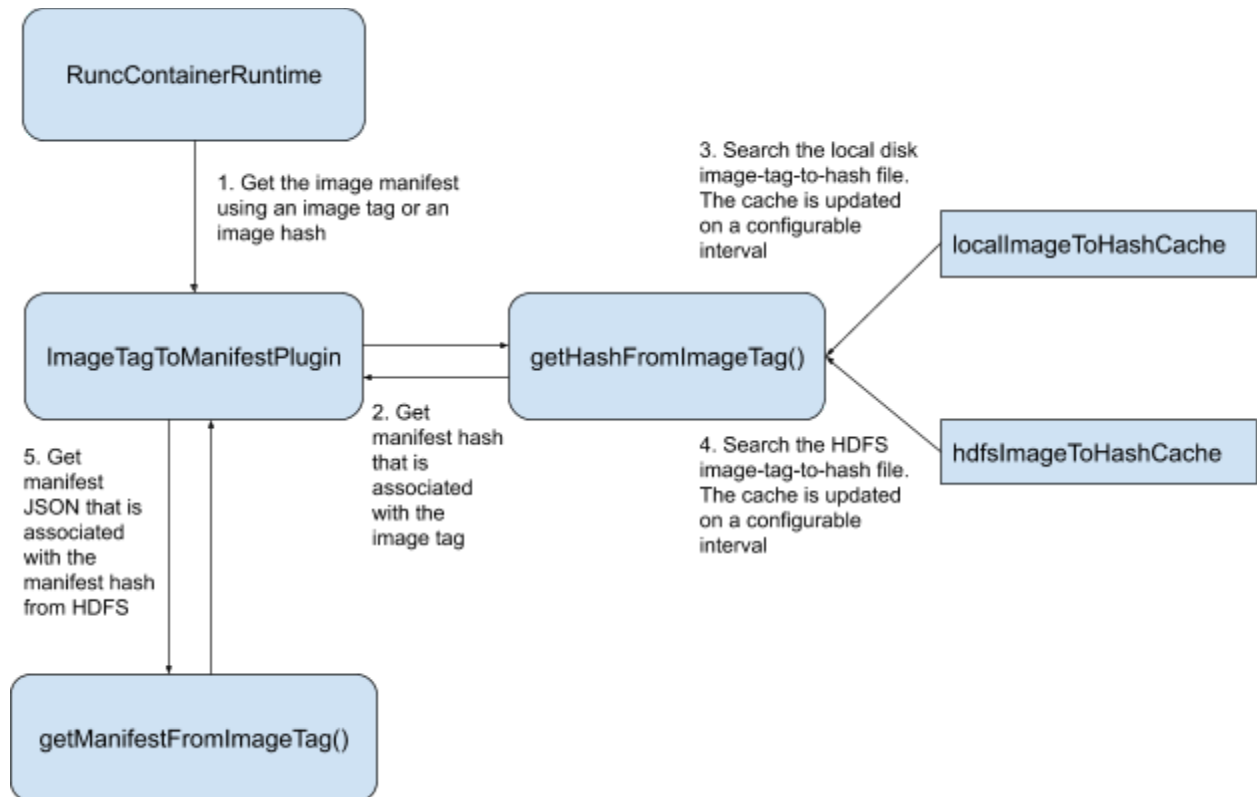 RuncContainerRuntime
1. Get the image manifest
using an image tag or an
image hash
3. Search the local disk
image-tag-to-hash file.
The cache is updated
on a configurable
interval
localImageToHashCache
ImageTagToManifestPlugin
getHashFromImageTag()
2. Get
manifest hash
that is
associated
with the
image tag
4. Search the HDFS
image-tag-to-hash file.
The cache is updated
on a configurable
interval
hdfsImageToHashCache
5. Get
manifest
JSON that is
associated
with the
manifest hash
from HDFS
getManifestFromImageTag()